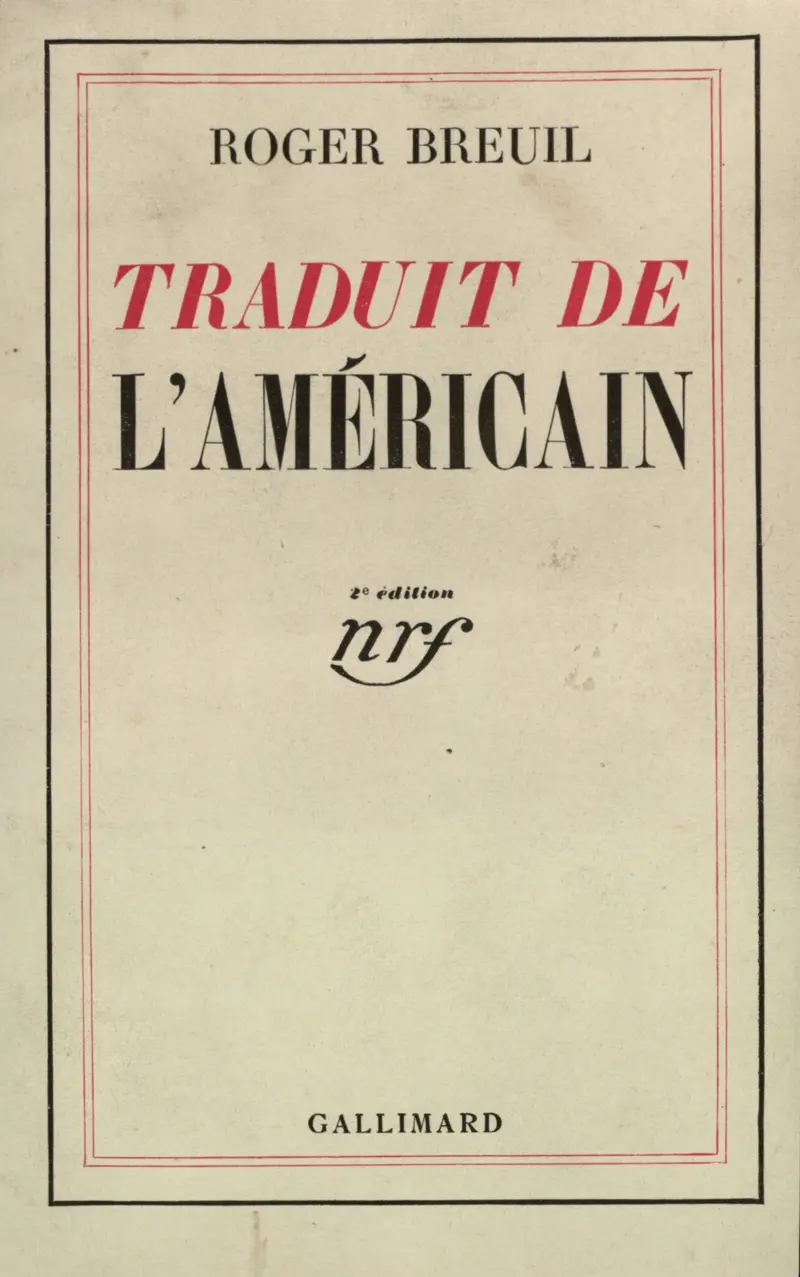 ROGER BREUIL
TRADUIT DE
L'AMÉRICAIN
2e édition
nrf
GALLIMARD